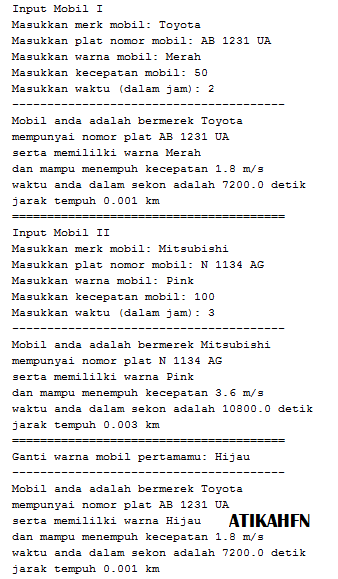 Input Mobil I
Masukkan merk mobil: Toyota
Masukkan plat nomor mobil: AB 1231 UA
Masukkan warna mobil: Merah
Masukkan kecepatan mobil: 50
Masukkan waktu (dalam jam): 2
---------------------------------------
Mobil anda adalah bermerek Toyota
mempunyai nomor plat AB 1231 UA
serta memililki warna Merah
dan mampu menempuh kecepatan 1.8 m/s
waktu anda dalam sekon adalah 7200.0 detik
jarak tempuh 0.001 km
=======================================
Input Mobil II
Masukkan merk mobil: Mitsubishi
Masukkan plat nomor mobil: N 1134 AG
Masukkan warna mobil: Pink
Masukkan kecepatan mobil: 100
Masukkan waktu (dalam jam): 3
---------------------------------------
Mobil anda adalah bermerek Mitsubishi
mempunyai nomor plat N 1134 AG
serta memililki warna Pink
dan mampu menempuh kecepatan 3.6 m/s
waktu anda dalam sekon adalah 10800.0 detik
jarak tempuh 0.003 km
=======================================
Ganti warna mobil pertamamu: Hijau
---------------------------------------
Mobil anda adalah bermerek Toyota
mempunyai nomor plat AB 1231 UA
serta memililki warna Hijau ATIKAHFN
dan mampu menempuh kecepatan 1.8 m/s
waktu anda dalam sekon adalah 7200.0 detik
jarak tempuh 0.001 km